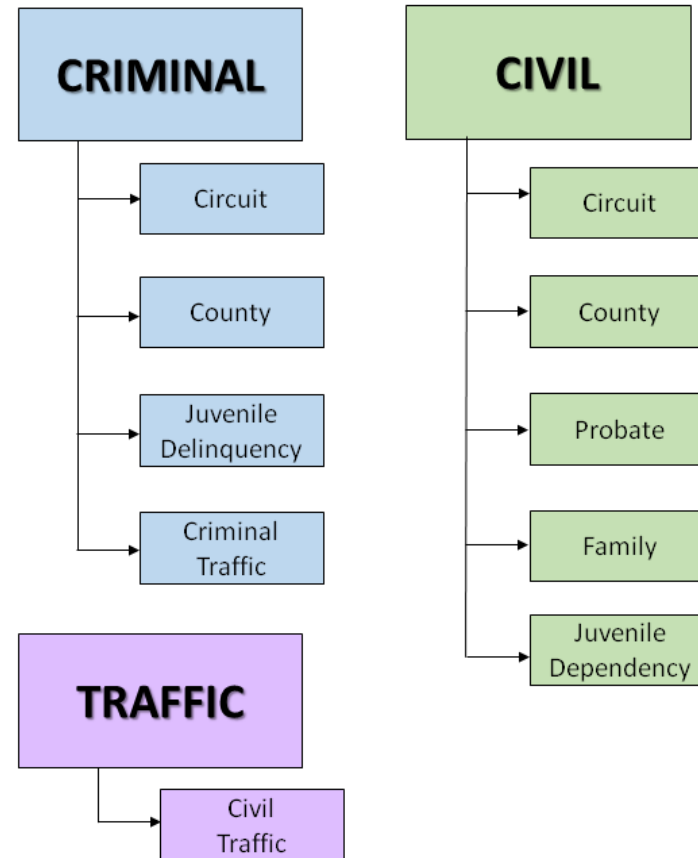 CRIMINAL
Circuit
County
Juvenile
Delinquency
Criminal
Traffic
CIVIL
Circuit
County
Probate
Family
Juvenile
Dependency
TRAFFIC
Civil
Traffic